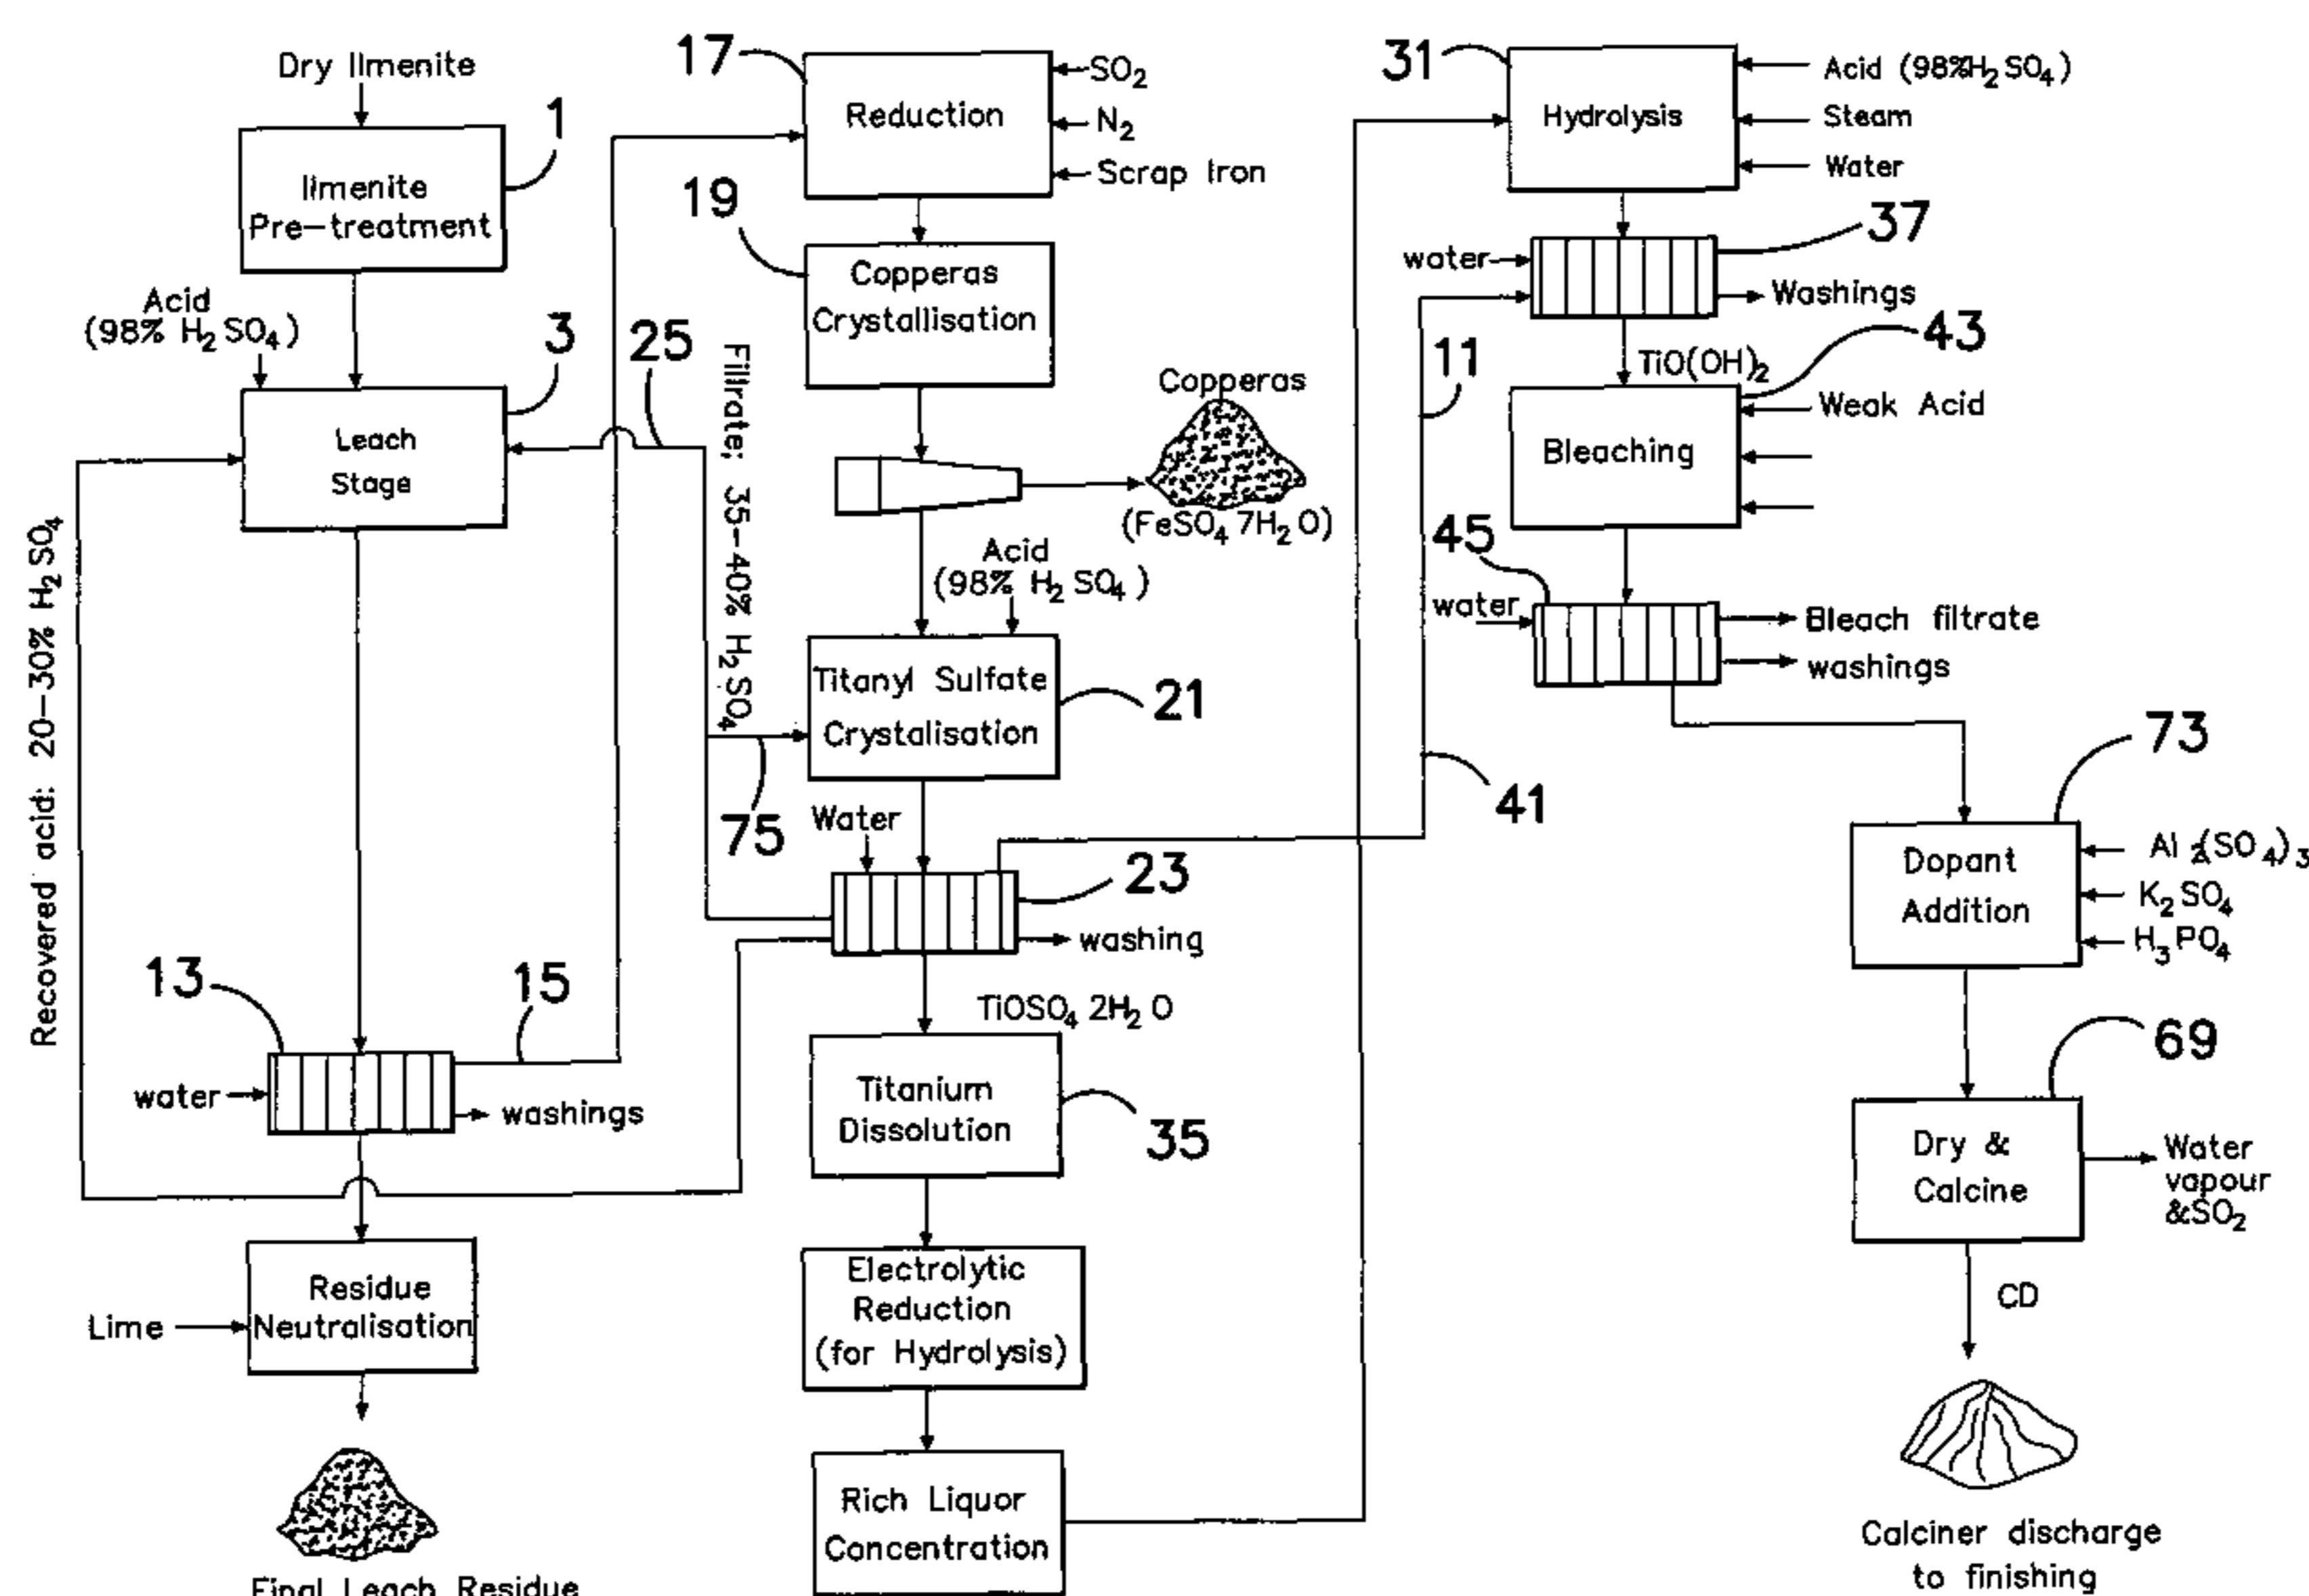 Dry Ilmenite
1
Ilmenite
Pre-treatment
Acid
(98% H2SO4)
3
Leach
Stage
25
Recovered acid: 20-30% H2SO4
Filtrate; 35-40% H2SO4
13
15
water
washings
Residue
Neutralisation
Lime
Final Leach Residue
17
Reduction
SO2
N2
Scrap Iron
19
Copperas
Crystallisation
Copperas
(FeSO4 7H2O)
Acid
(98% H2SO4)
Titanyl Sulfate
Crystalisation
21
75
Water
23
washing
TiOSO4 2H2O
Titanium
Dissolution
35
Electrolytic
Reduction
(for Hydrolysis)
Rich Liquor
Concentration
31
Hydrolysis
Acid (98%H2SO4)
Steam
Water
37
water
Washings
11
TiO(OH)2
43
Bleaching
Weak Acid
45
water
Bleach filtrate
washings
41
73
Dopant
Addition
Al2(SO4)3
K2SO4
H3PO4
69
Dry &
Calcine
Water
vapour
&SO2
CD
Calciner discharge
to finishing